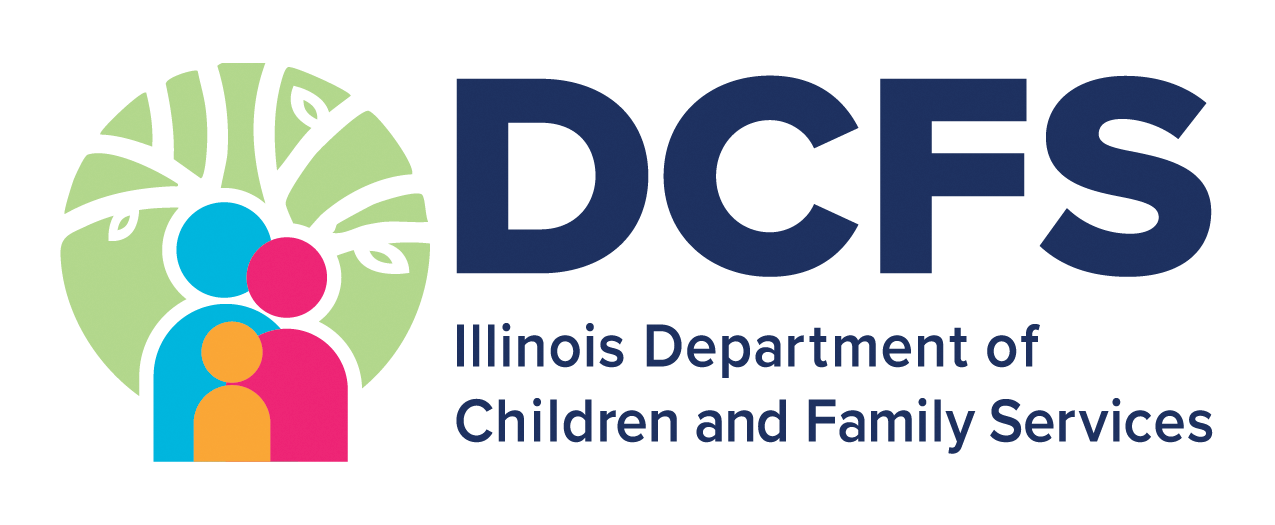 DCFS
Illinois Department of
Children and Family Services